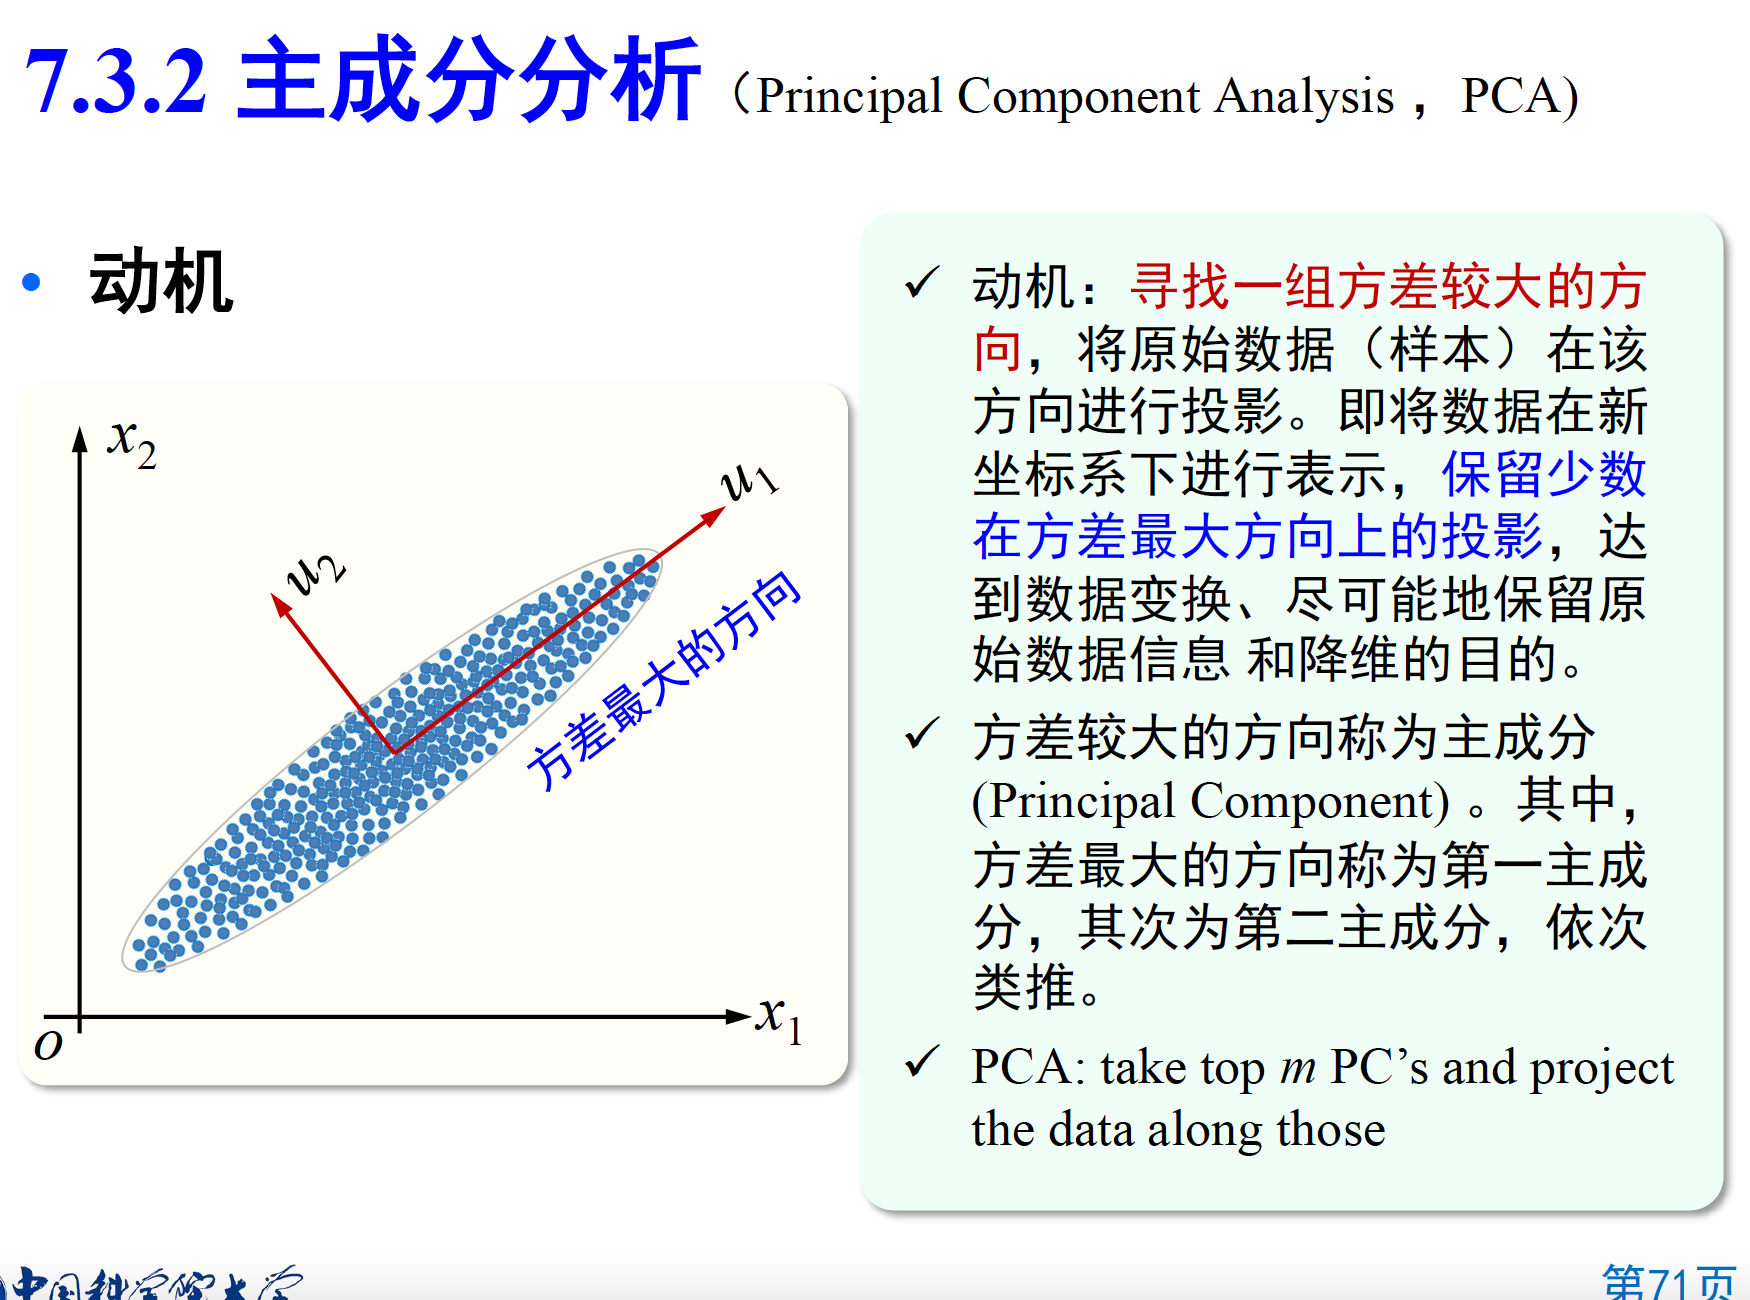 7.3.2 主成分分析（Principal Component Analysis，PCA)
• 动机
x2
u1
u2
方差最大的方向
x1
o
✓ 动机：寻找一组方差较大的方
向，将原始数据（样本）在该
方向进行投影。即将数据在新
坐标系下进行表示，保留少数
在方差最大方向上的投影，达
到数据变换、尽可能地保留原
始数据信息 和降维的目的。
✓ 方差较大的方向称为主成分
(Principal Component) 。其中，
方差最大的方向称为第一主成
分，其次为第二主成分，依次
类推。
✓ PCA: take top m PC’s and project
the data along those
中国科学院大学
第71页